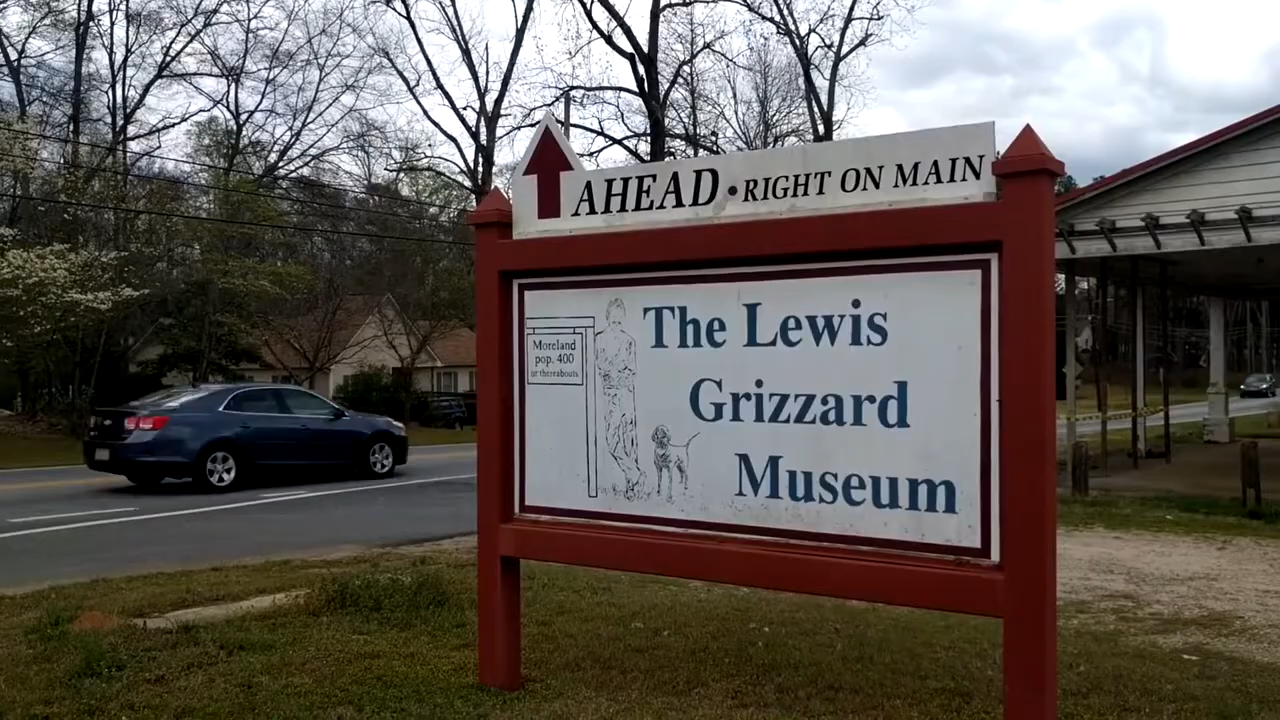 AHEAD • RIGHT ON MAIN
Moreland
pop. 400
or thereabouts
The Lewis
Grizzard
Museum